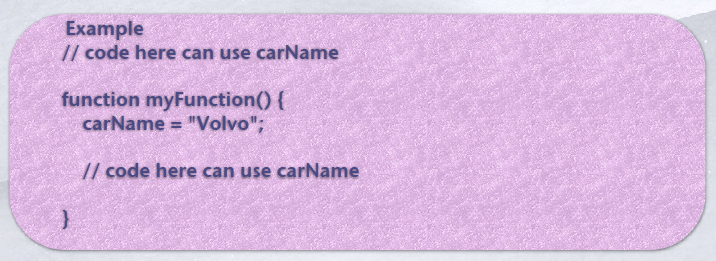 Example
// code here can use carName
function myFunction() {
carName = "Volvo";
// code here can use carName
}